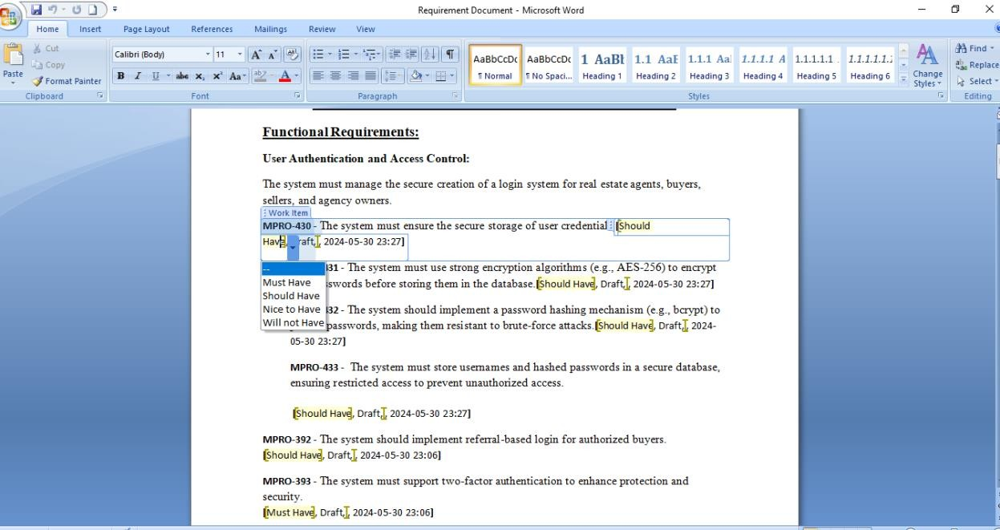 Requirement Document - Microsoft Word
Home Insert Page Layout References Mailings Review View
Cut
Copy
Format Painter
Paste
Clipboard
Calibri (Body) 11
B I U abc X₂ X² Aa
Font
Paragraph
AaBbCcDc AaBbCcDc 1 AaBb 1.1 AaB 1.1.1 Aal 1.1.1.1 A 1.1.1.1.1 1.1.1.1.1.
¶ Normal ¶ No Spaci... Heading 1 Heading 2 Heading 3 Heading 4 Heading 5 Heading 6
Styles
Change
Styles
Find
Replace
Select
Editing
Functional Requirements:
User Authentication and Access Control:
The system must manage the secure creation of a login system for real estate agents, buyers,
sellers, and agency owners.
Work Item
MPRO-430 - The system must ensure the secure storage of user credential [Should
Have], raft,, 2024-05-30 23:27]
--
Must Have
Should Have
Nice to Have
Will not Have
431 - The system must use strong encryption algorithms (e.g., AES-256) to encrypt
swords before storing them in the database.[Should Have], Draft,, 2024-05-30 23:27]
432 - The system should implement a password hashing mechanism (e.g., bcrypt) to
passwords, making them resistant to brute-force attacks.[Should Have], Draft,, 2024-
05-30 23:27]
MPRO-433 - The system must store usernames and hashed passwords in a secure database,
ensuring restricted access to prevent unauthorized access.
[Should Have], Draft,, 2024-05-30 23:27]
MPRO-392 - The system should implement referral-based login for authorized buyers.
[Should Have], Draft,, 2024-05-30 23:06]
MPRO-393 - The system must support two-factor authentication to enhance protection and
security.
[Must Have], Draft,, 2024-05-30 23:06]